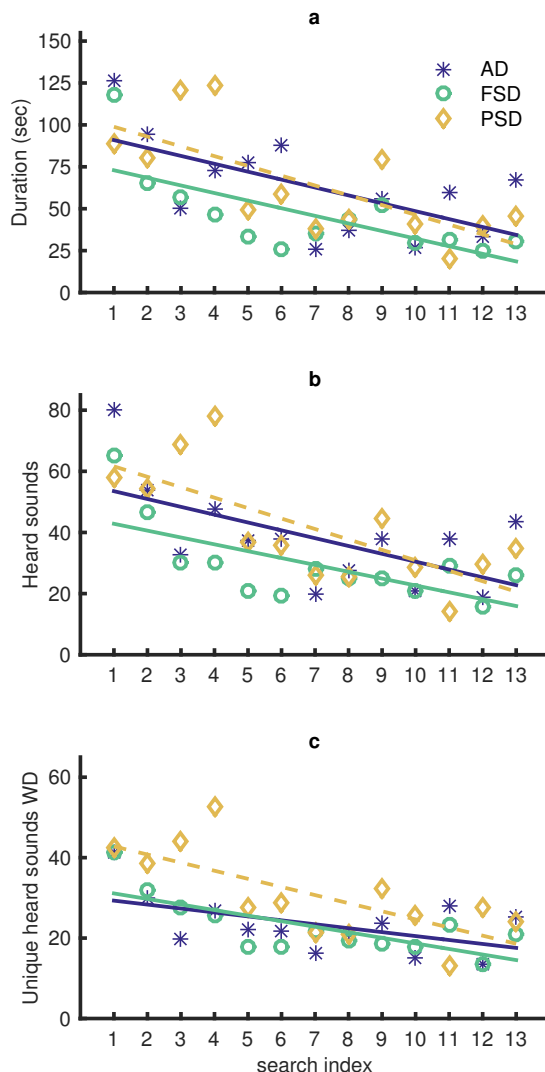 a
150
125
100
75
50
25
0
Duration (sec)
AD
FSD
PSD
1 2 3 4 5 6 7 8 9 10 11 12 13
b
80
60
40
20
0
Heard sounds
1 2 3 4 5 6 7 8 9 10 11 12 13
c
60
40
20
0
Unique heard sounds WD
1 2 3 4 5 6 7 8 9 10 11 12 13
search index